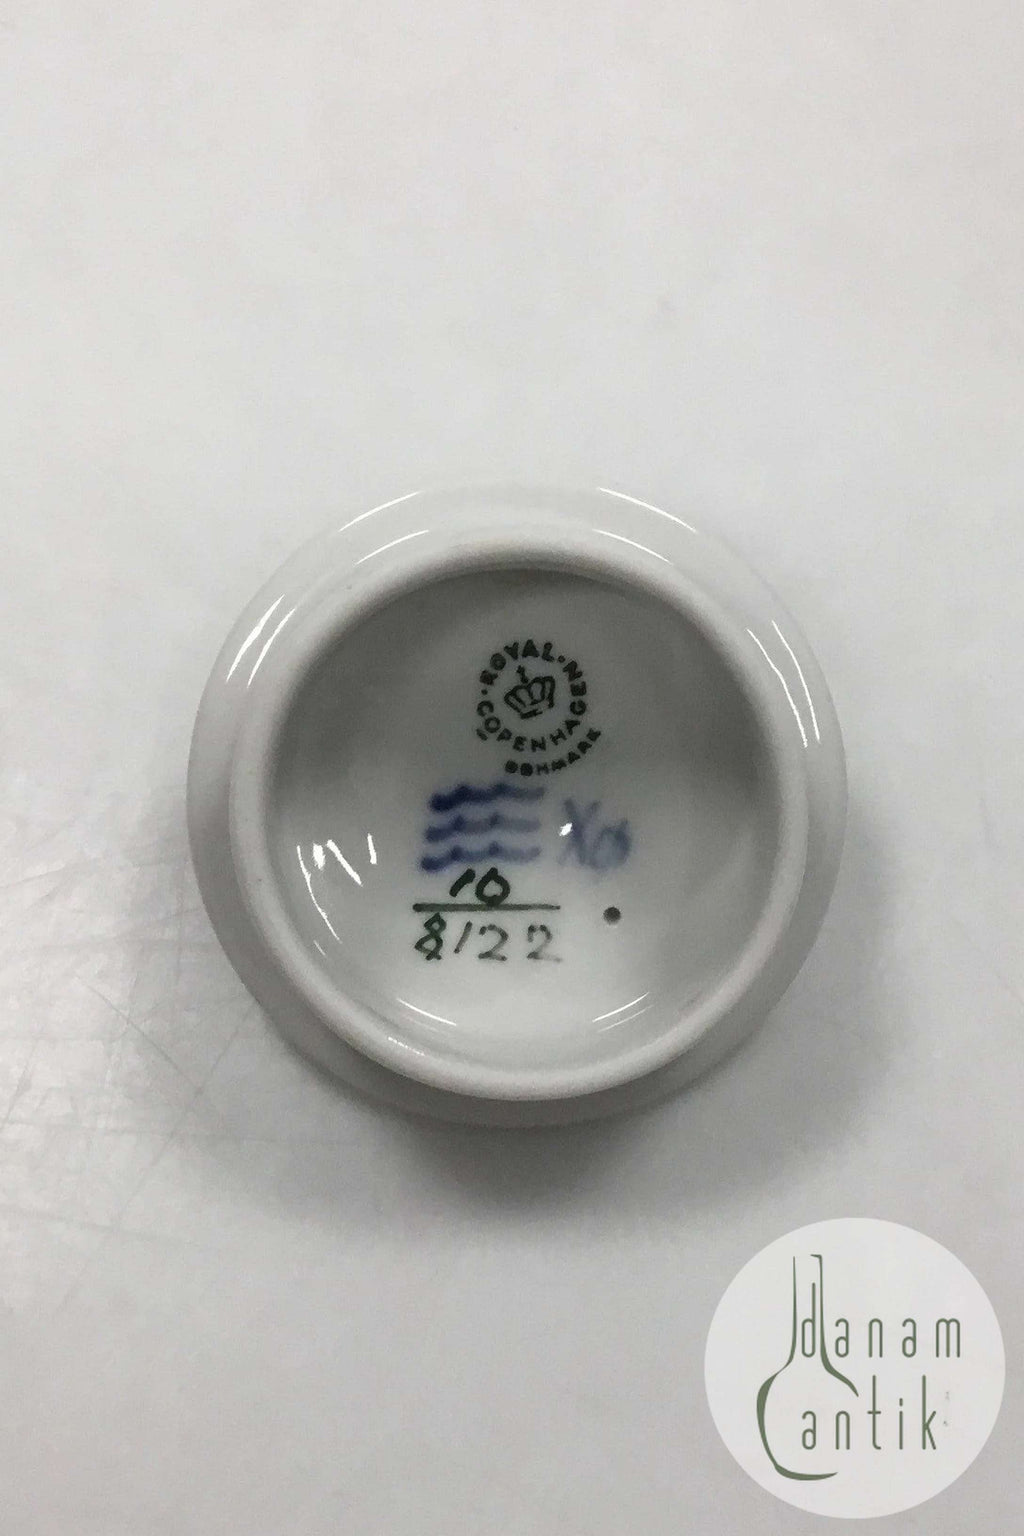 ROYAL COPENHAGEN
DENMARK
10
8122
danam
antik